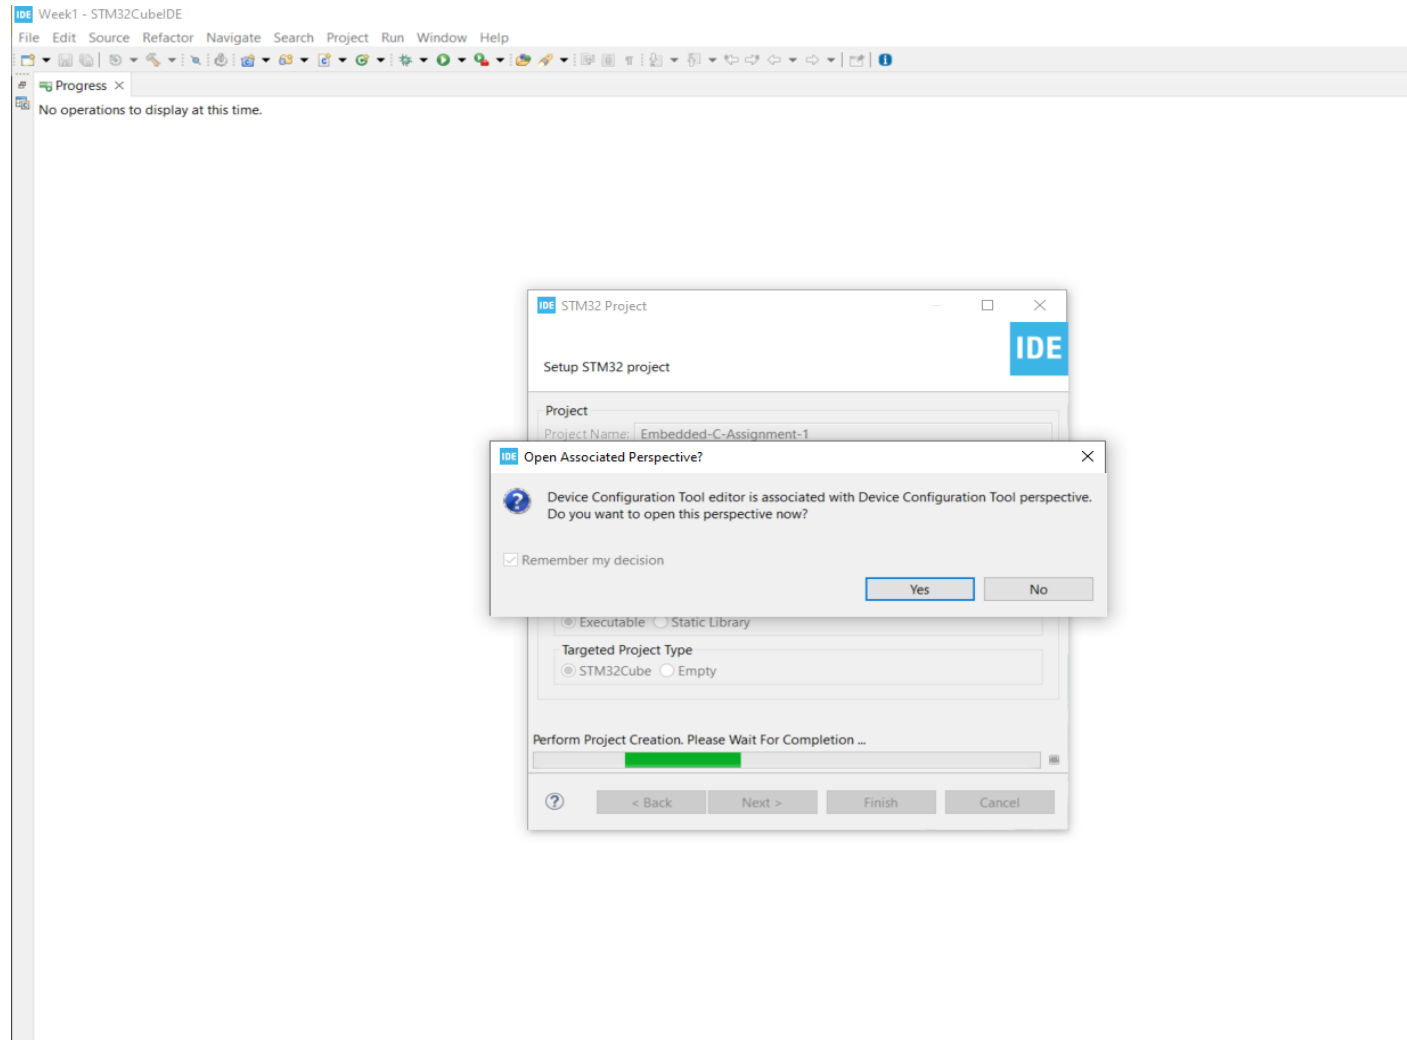 IDE Week1 - STM32CubeIDE
File Edit Source Refactor Navigate Search Project Run Window Help
Progress
No operations to display at this time.
IDE STM32 Project
IDE
Setup STM32 project
Project
Project Name: Embedded-C-Assignment-1
IDE Open Associated Perspective?
Device Configuration Tool editor is associated with Device Configuration Tool perspective.
Do you want to open this perspective now?
Remember my decision
Yes No
Executable Static Library
Targeted Project Type
STM32Cube Empty
Perform Project Creation. Please Wait For Completion ...
< Back Next > Finish Cancel